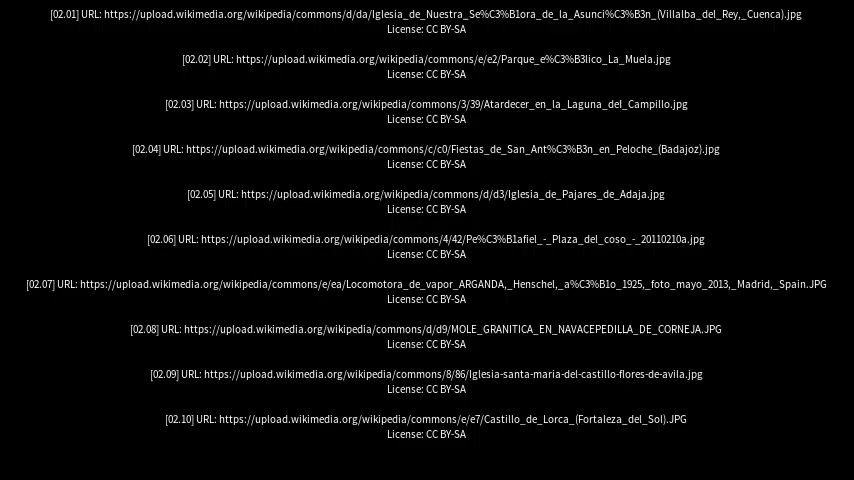 [02.01] URL: https://upload.wikimedia.org/wikipedia/commons/d/da/Iglesia_de_Nuestra_Se%C3%B1ora_de_la_Asunci%C3%B3n_(Villalba_del_Rey,_Cuenca).jpg
License: CC BY-SA
[02.02] URL: https://upload.wikimedia.org/wikipedia/commons/e/e2/Parque_e%C3%B3lico_La_Muela.jpg
License: CC BY-SA
[02.03] URL: https://upload.wikimedia.org/wikipedia/commons/3/39/Atardecer_en_la_Laguna_del_Campillo.jpg
License: CC BY-SA
[02.04] URL: https://upload.wikimedia.org/wikipedia/commons/c/c0/Fiestas_de_San_Ant%C3%B3n_en_Peloche_(Badajoz).jpg
License: CC BY-SA
[02.05] URL: https://upload.wikimedia.org/wikipedia/commons/d/d3/Iglesia_de_Pajares_de_Adaja.jpg
License: CC BY-SA
[02.06] URL: https://upload.wikimedia.org/wikipedia/commons/4/42/Pe%C3%B1afiel_-_Plaza_del_coso_-_20110210a.jpg
License: CC BY-SA
[02.07] URL: https://upload.wikimedia.org/wikipedia/commons/e/ea/Locomotora_de_vapor_ARGANDA,_Henschel,_a%C3%B1o_1925,_foto_mayo_2013,_Madrid,_Spain.JPG
License: CC BY-SA
[02.08] URL: https://upload.wikimedia.org/wikipedia/commons/d/d9/MOLE_GRANITICA_EN_NAVACEPEDILLA_DE_CORNEJA.JPG
License: CC BY-SA
[02.09] URL: https://upload.wikimedia.org/wikipedia/commons/8/86/Iglesia-santa-maria-del-castillo-flores-de-avila.jpg
License: CC BY-SA
[02.10] URL: https://upload.wikimedia.org/wikipedia/commons/e/e7/Castillo_de_Lorca_(Fortaleza_del_Sol).JPG
License: CC BY-SA